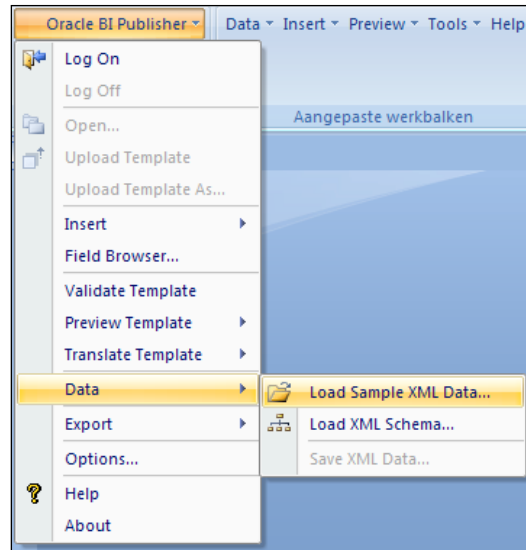 Oracle BI Publisher Data Insert Preview Tools Help
Log On
Log Off
Open...
Aangepaste werkbalken
Upload Template
Upload Template As...
Insert
Field Browser...
Validate Template
Preview Template
Translate Template
Data
Load Sample XML Data...
Export
Load XML Schema...
Options...
Save XML Data...
Help
About